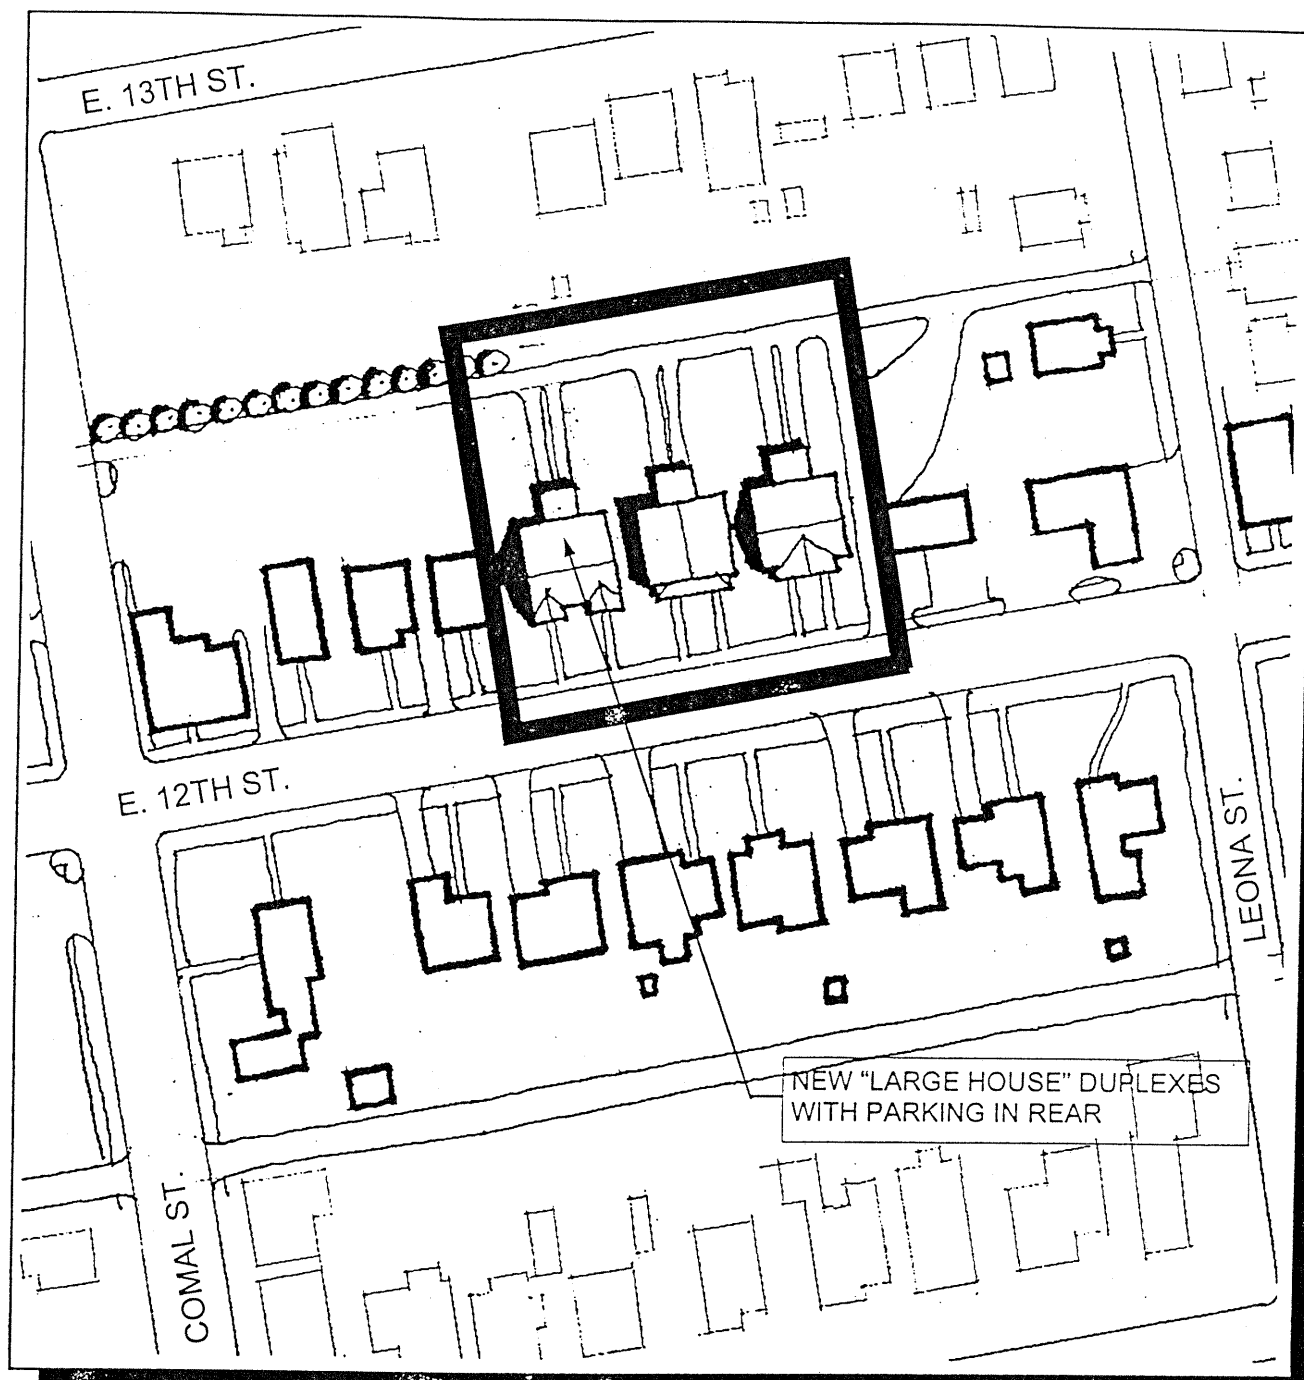 E. 13TH ST.
E. 12TH ST.
LEONA ST.
NEW "LARGE HOUSE" DUPLEXES
WITH PARKING IN REAR
COMAL ST.